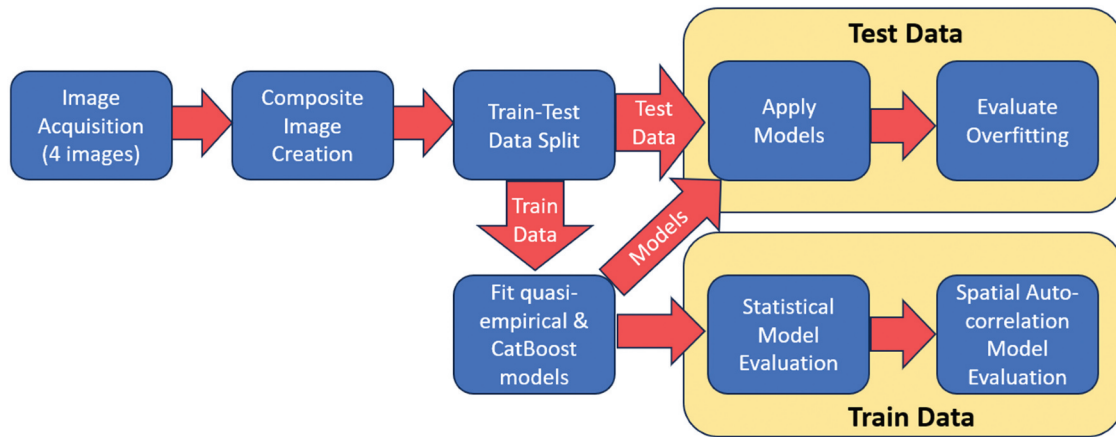 Test Data
Image
Acquisition
(4 images)
Composite
Image
Creation
Train-Test
Data Split
Test
Data
Apply
Models
Evaluate
Overfitting
Train
Data
Models
Fit quasi-
empirical &
CatBoost
models
Statistical
Model
Evaluation
Spatial Auto-
correlation
Model
Evaluation
Train Data